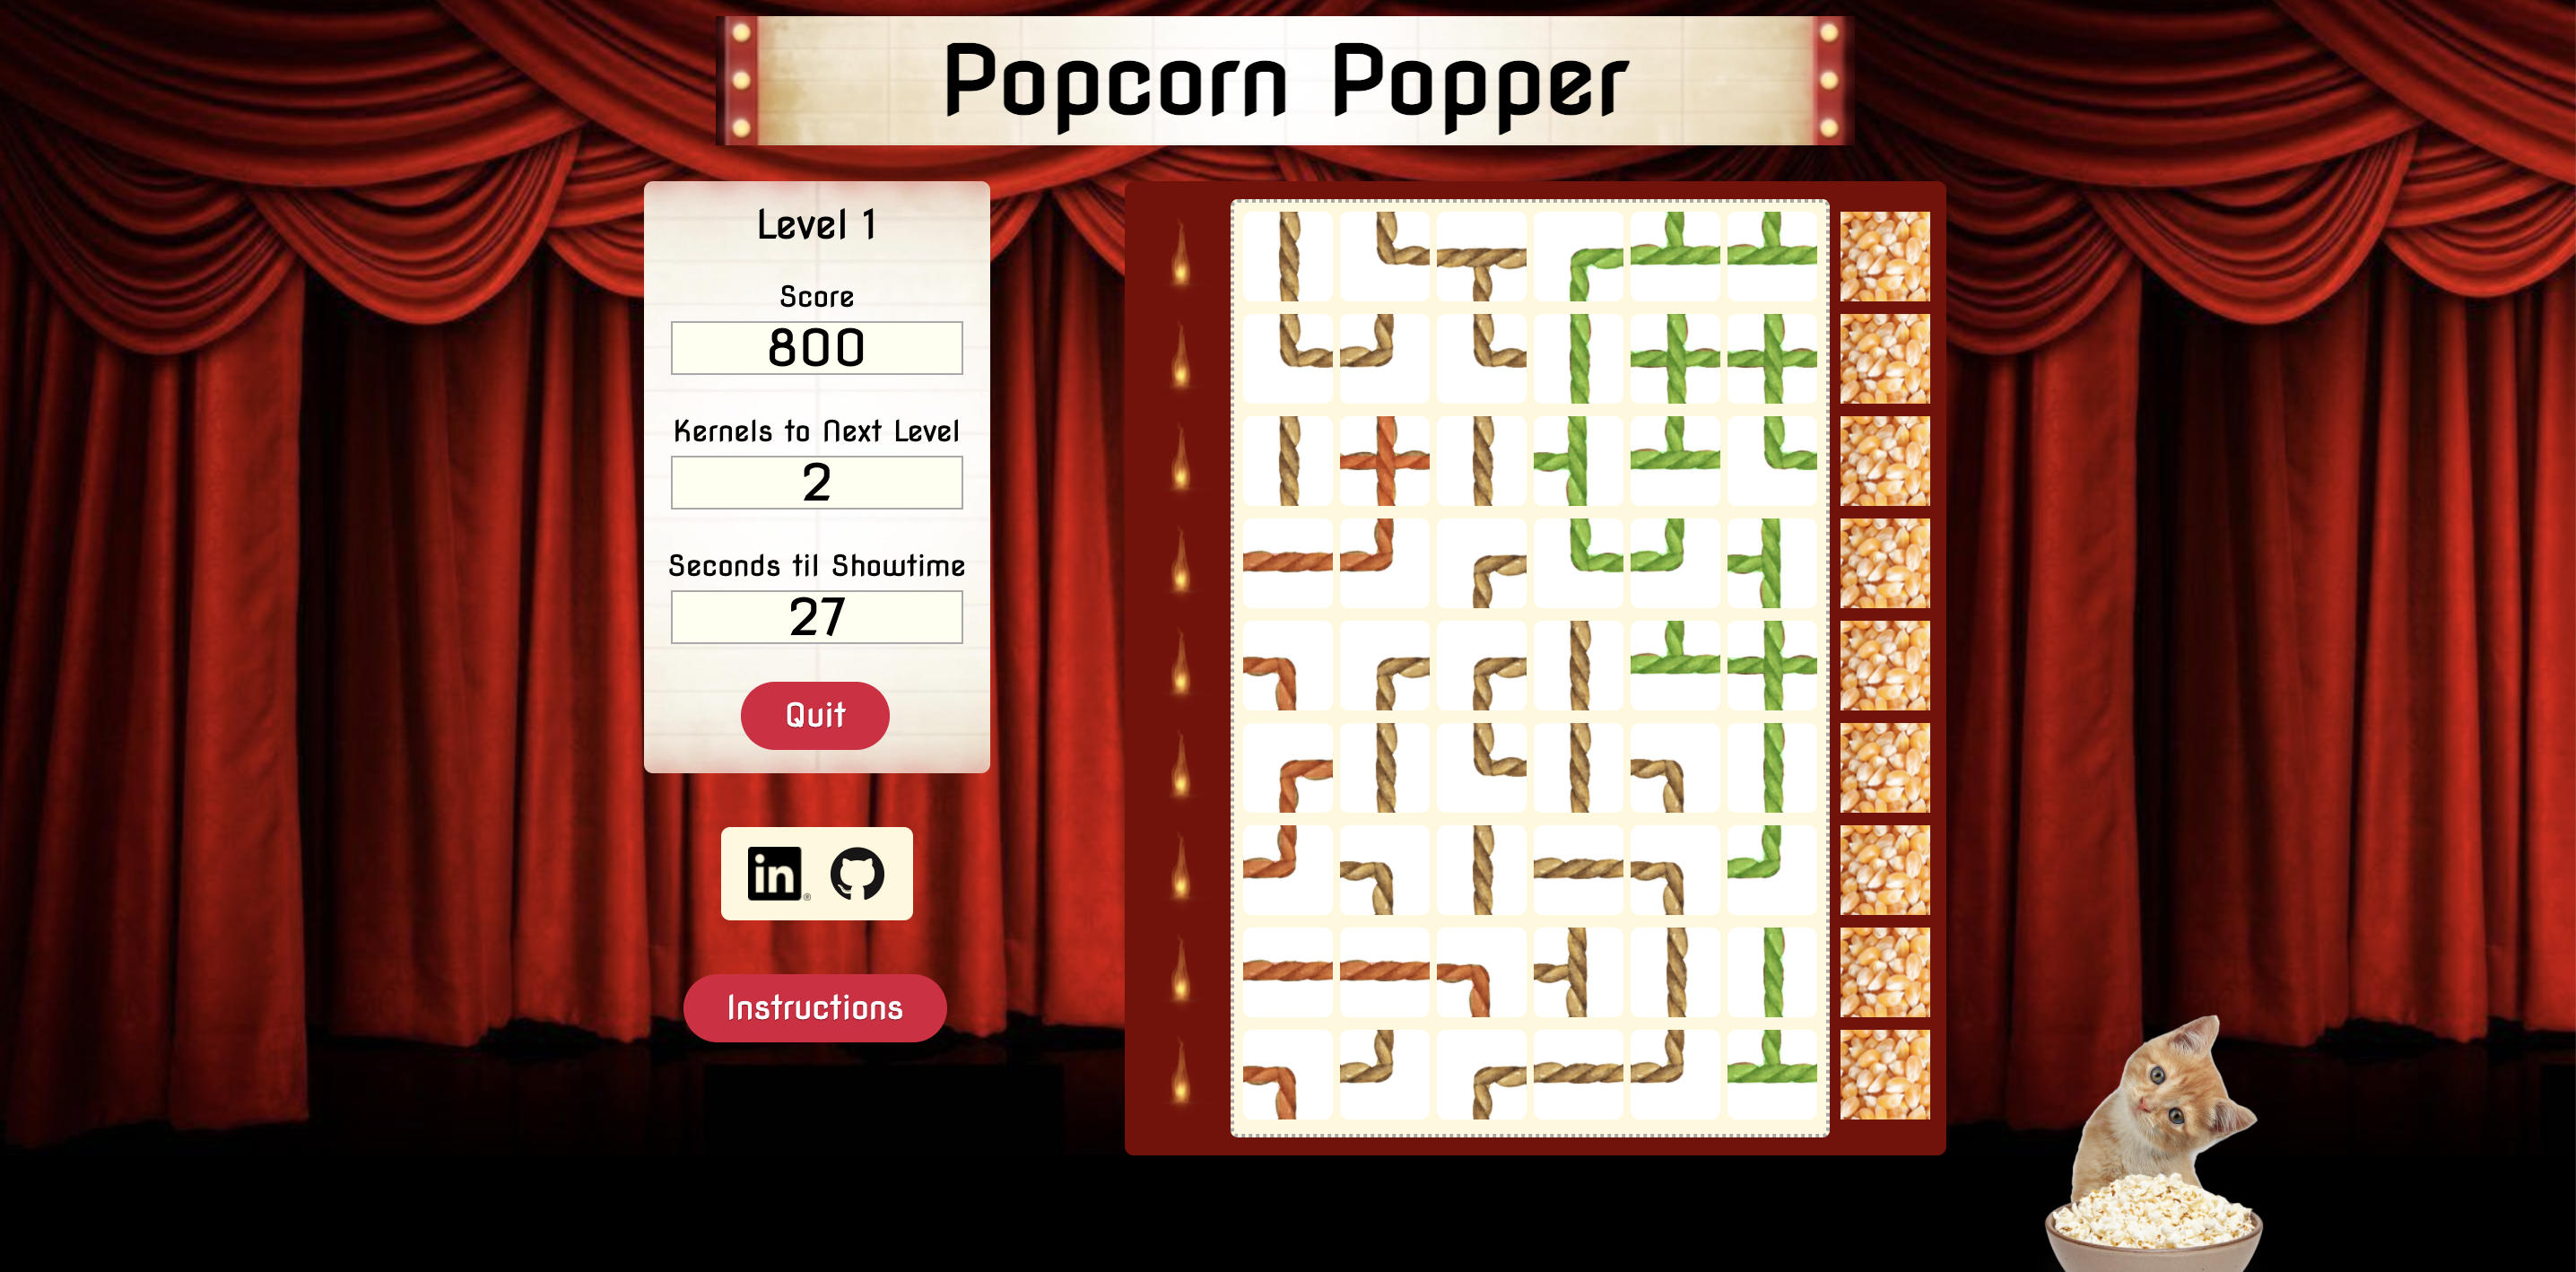 Popcorn Popper
Level 1
Score
800
Kernels to Next Level
2
Seconds til Showtime
27
Quit
in
Instructions